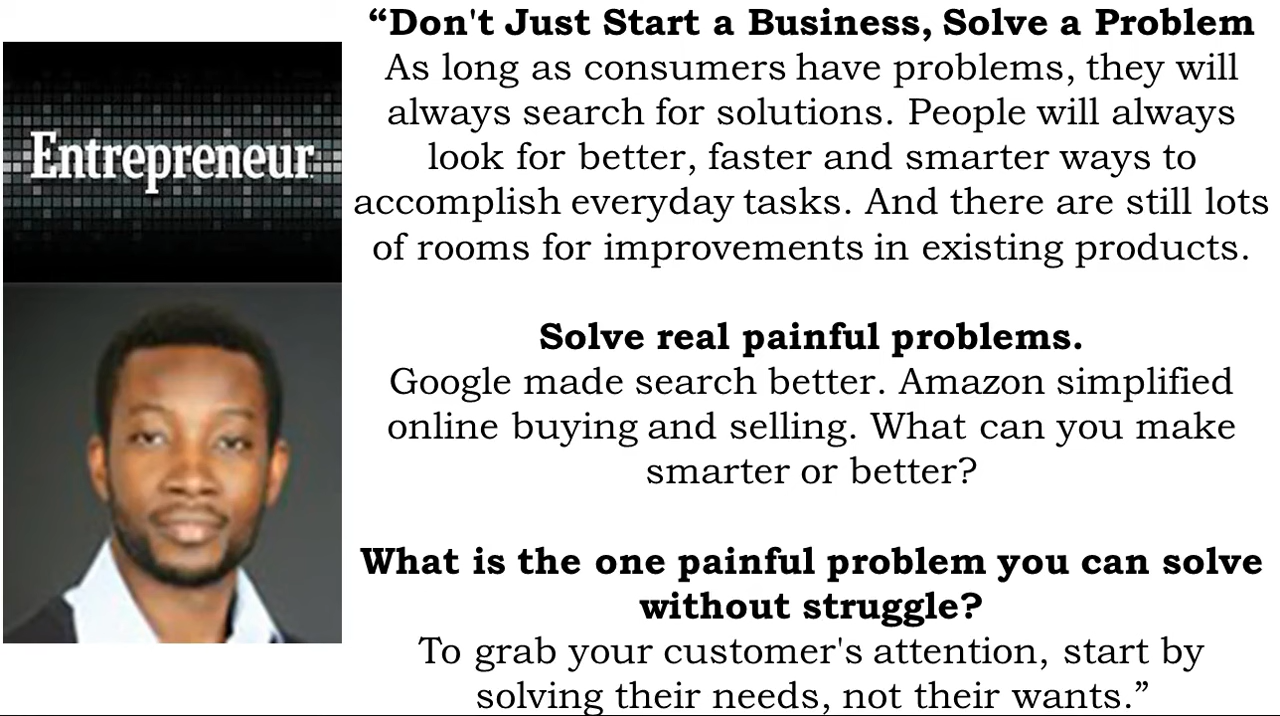 Entrepreneur
“Don't Just Start a Business, Solve a Problem
As long as consumers have problems, they will
always search for solutions. People will always
look for better, faster and smarter ways to
accomplish everyday tasks. And there are still lots
of rooms for improvements in existing products.
Solve real painful problems.
Google made search better. Amazon simplified
online buying and selling. What can you make
smarter or better?
What is the one painful problem you can solve
without struggle?
To grab your customer's attention, start by
solving their needs, not their wants.”